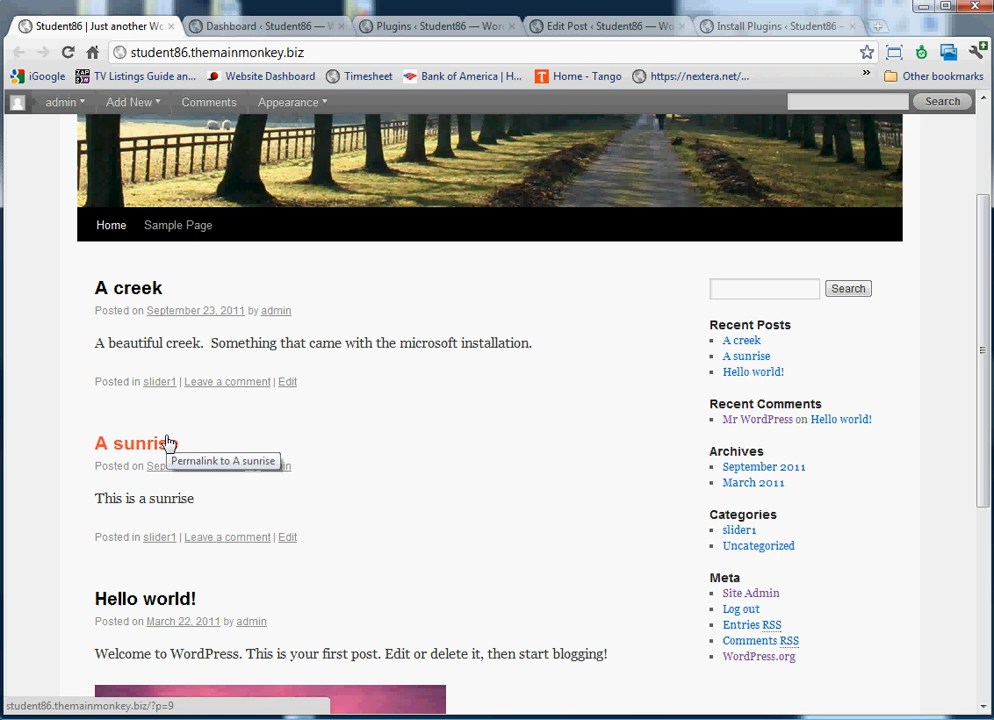 Student86 | Just another Wo
Dashboard ‹ Student86 — W
Plugins ‹ Student86 — Wor
Edit Post ‹ Student86 — Wo
Install Plugins ‹ Student86 –
student86.themainmonkey.biz
iGoogle
TV Listings Guide an...
Website Dashboard
Timesheet
Bank of America | H...
Home - Tango
https://nextera.net/...
»
Other bookmarks
admin
Add New
Comments
Appearance
Search
Home
Sample Page
A creek
Posted on September 23, 2011 by admin
A beautiful creek. Something that came with the microsoft installation.
Posted in slider1 | Leave a comment | Edit
A sunrise
Permalink to A sunrise
This is a sunrise
Posted in slider1 | Leave a comment | Edit
Hello world!
Posted on March 22, 2011 by admin
Welcome to WordPress. This is your first post. Edit or delete it, then start blogging!
Search
Recent Posts
A creek
A sunrise
Hello world!
Recent Comments
Mr WordPress on Hello world!
Archives
September 2011
March 2011
Categories
slider1
Uncategorized
Meta
Site Admin
Log out
Entries RSS
Comments RSS
WordPress.org
student86.themainmonkey.biz/?p=9